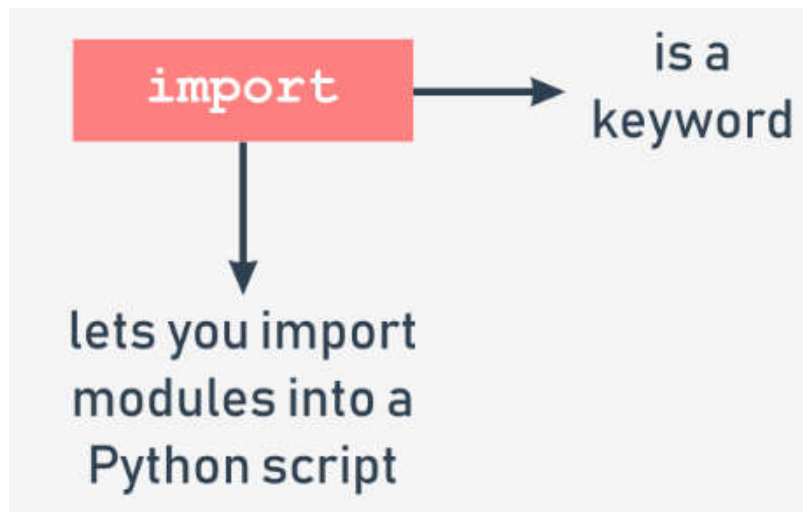 import
is a
keyword
lets you import
modules into a
Python script